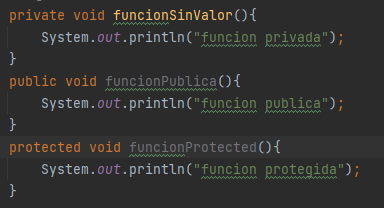 private void funcionSinValor(){
    System.out.println("funcion privada");
}
public void funcionPublica(){
    System.out.println("funcion publica");
}
protected void funcionProtected(){
    System.out.println("funcion protegida");
}